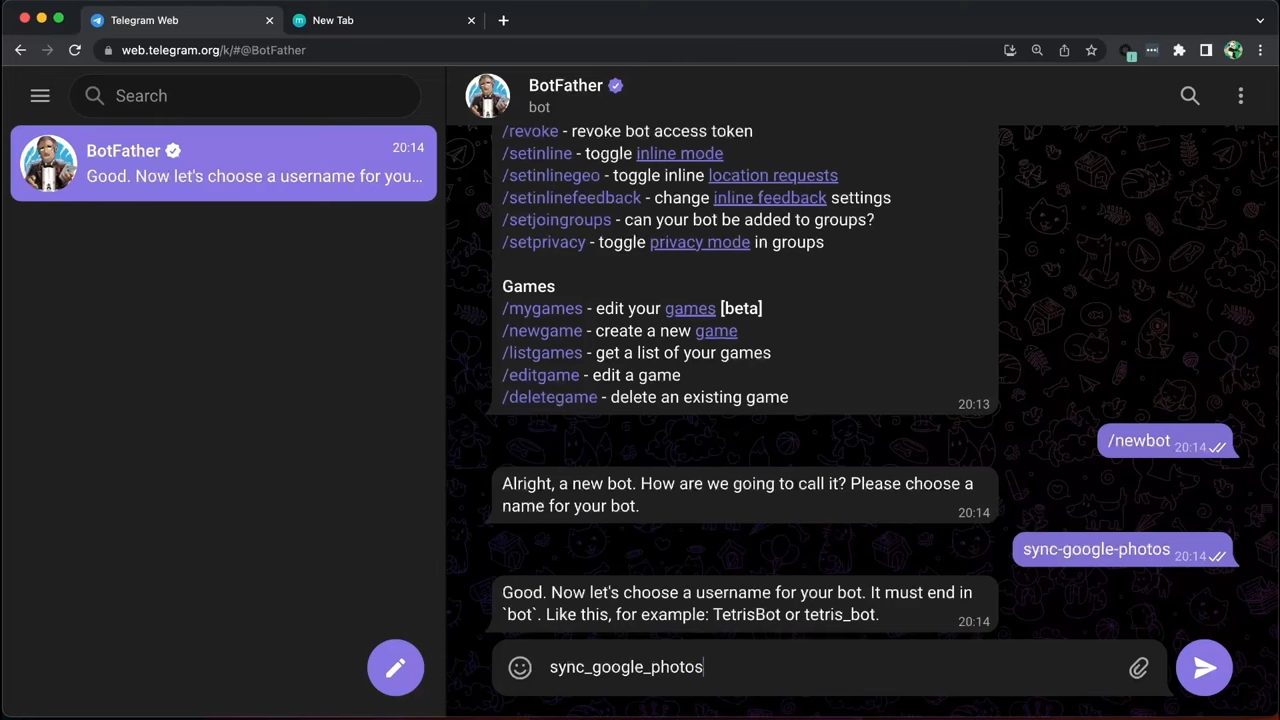 Telegram Web
New Tab
web.telegram.org/k/#@BotFather
Search
BotFather
20:14
Good. Now let's choose a username for you...
BotFather
bot
/revoke - revoke bot access token
/setinline - toggle inline mode
/setinlinegeo - toggle inline location requests
/setinlinefeedback - change inline feedback settings
/setjoingroups - can your bot be added to groups?
/setprivacy - toggle privacy mode in groups
Games
/mygames - edit your games [beta]
/newgame - create a new game
/listgames - get a list of your games
/editgame - edit a game
/deletegame - delete an existing game
20:13
/newbot 20:14
Alright, a new bot. How are we going to call it? Please choose a
name for your bot.
20:14
sync-google-photos 20:14
Good. Now let's choose a username for your bot. It must end in
`bot`. Like this, for example: TetrisBot or tetris_bot.
20:14
sync_google_photos